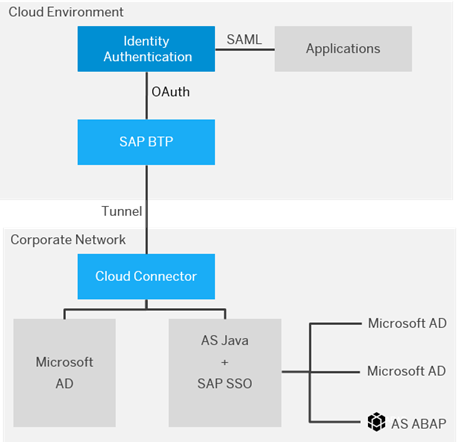 Cloud Environment
Identity
Authentication
SAML
Applications
OAuth
SAP BTP
Tunnel
Corporate Network
Cloud Connector
Microsoft
AD
AS Java
+
SAP SSO
Microsoft AD
Microsoft AD
AS ABAP